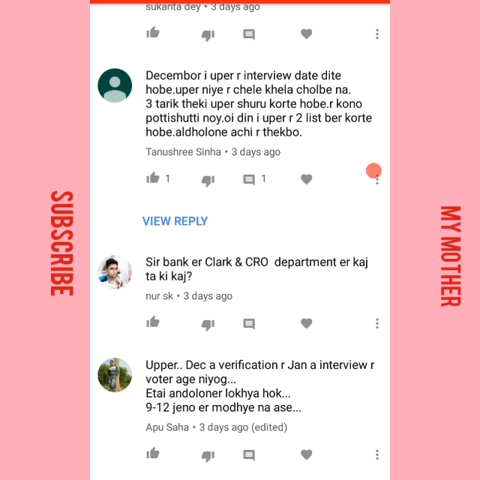 sukanta dey • 3 days ago
Decembor i uper r interview date dite
hobe.uper niye r chele khela cholbe na.
3 tarik theki uper shuru korte hobe.r kono
pottishutti noy.oi din i uper r 2 list ber korte
hobe.aldholone achi r thekbo.
Tanushree Sinha • 3 days ago
1
1
VIEW REPLY
Sir bank er Clark & CRO department er kaj
ta ki kaj?
nur sk • 3 days ago
Upper.. Dec a verification r Jan a interview r
voter age niyog...
Etai andoloner lokhya hok...
9-12 jeno er modhye na ase...
Apu Saha • 3 days ago (edited)
SUBSCRIBE
MY MOTHER